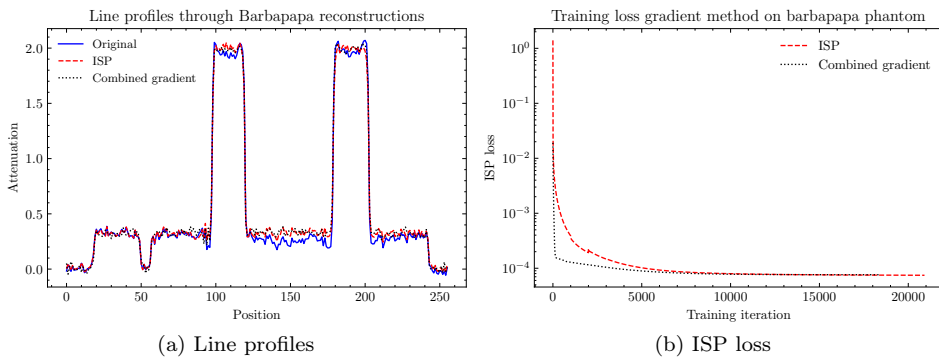 Line profiles through Barbapapa reconstructions
Original
ISP
Combined gradient
Attenuation
2.0
1.5
1.0
0.5
0.0
0
50
100
150
200
250
Position
(a) Line profiles
Training loss gradient method on barbapapa phantom
ISP
Combined gradient
ISP loss
10⁰
10⁻¹
10⁻²
10⁻³
10⁻⁴
0
5000
10000
15000
20000
Training iteration
(b) ISP loss